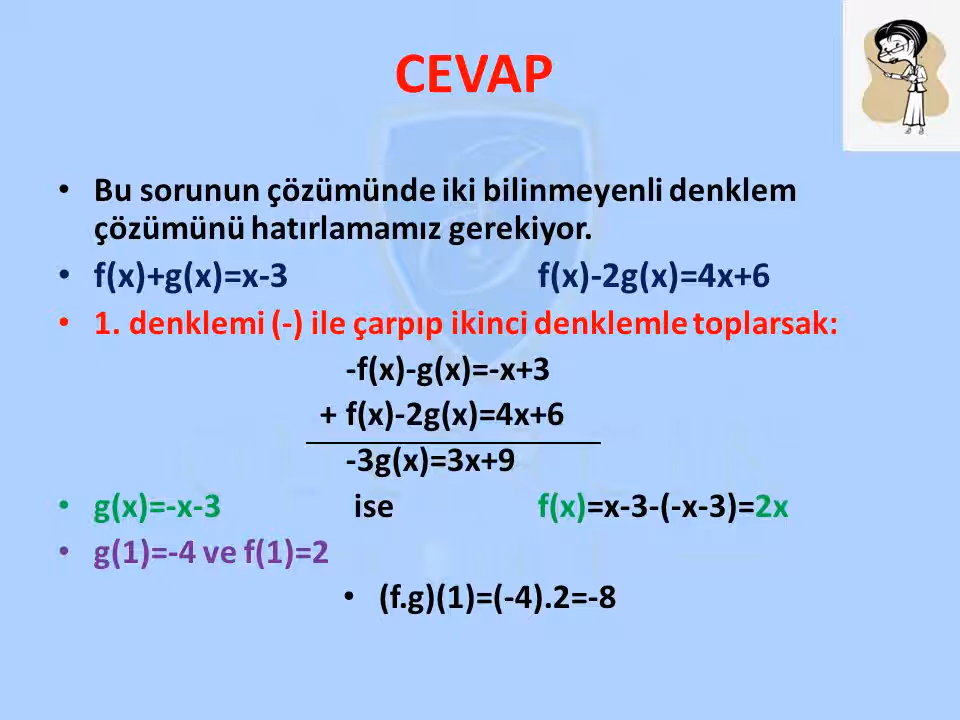 CEVAP
• Bu sorunun çözümünde iki bilinmeyenli denklem
çözümünü hatırlamamız gerekiyor.
• f(x)+g(x)=x-3 f(x)-2g(x)=4x+6
• 1. denklemi (-) ile çarpıp ikinci denklemle toplarsak:
-f(x)-g(x)=-x+3
+ f(x)-2g(x)=4x+6
-3g(x)=3x+9
• g(x)=-x-3 ise f(x)=x-3-(-x-3)=2x
• g(1)=-4 ve f(1)=2
• (f.g)(1)=(-4).2=-8